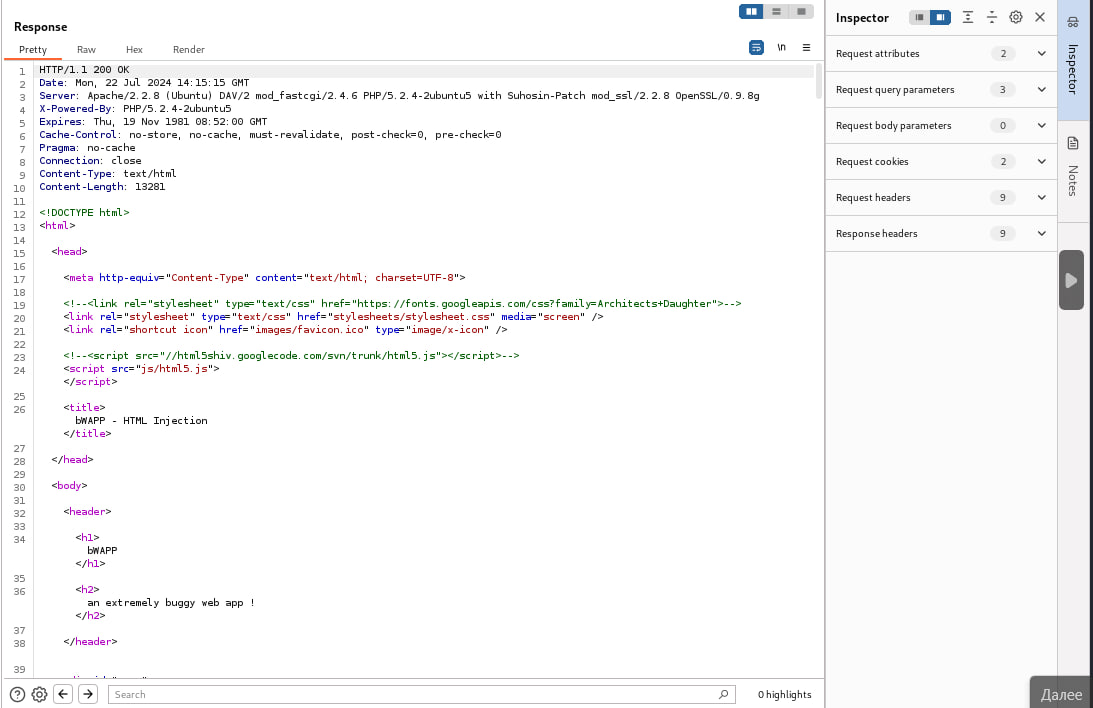 Response
Pretty Raw Hex Render \n
1 HTTP/1.1 200 OK
2 Date: Mon, 22 Jul 2024 14:15:15 GMT
3 Server: Apache/2.2.8 (Ubuntu) DAV/2 mod_fastcgi/2.4.6 PHP/5.2.4-2ubuntu5 with Suhosin-Patch mod_ssl/2.2.8 OpenSSL/0.9.8g
4 X-Powered-By: PHP/5.2.4-2ubuntu5
5 Expires: Thu, 19 Nov 1981 08:52:00 GMT
6 Cache-Control: no-store, no-cache, must-revalidate, post-check=0, pre-check=0
7 Pragma: no-cache
8 Connection: close
9 Content-Type: text/html
10 Content-Length: 13281
11
12 <!DOCTYPE html>
13 <html>
14
15 <head>
16
17 <meta http-equiv="Content-Type" content="text/html; charset=UTF-8">
18
19 <!--<link rel="stylesheet" type="text/css" href="https://fonts.googleapis.com/css?family=Architects+Daughter">-->
20 <link rel="stylesheet" type="text/css" href="stylesheets/stylesheet.css" media="screen" />
21 <link rel="shortcut icon" href="images/favicon.ico" type="image/x-icon" />
22
23 <!--<script src="//html5shiv.googlecode.com/svn/trunk/html5.js"></script>-->
24 <script src="js/html5.js">
</script>
25
26 <title>
bWAPP - HTML Injection
</title>
27
28 </head>
29
30 <body>
31
32 <header>
33
34 <h1>
bWAPP
</h1>
35
36 <h2>
an extremely buggy web app !
</h2>
37
38 </header>
39
Search
0 highlights
Inspector
Request attributes 2
Request query parameters 3
Request body parameters 0
Request cookies 2
Request headers 9
Response headers 9
Inspector
Notes
Далее